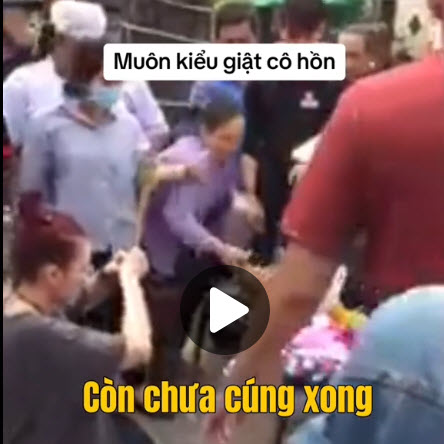 Muôn kiểu giật cô hồn
Còn chưa cúng xong